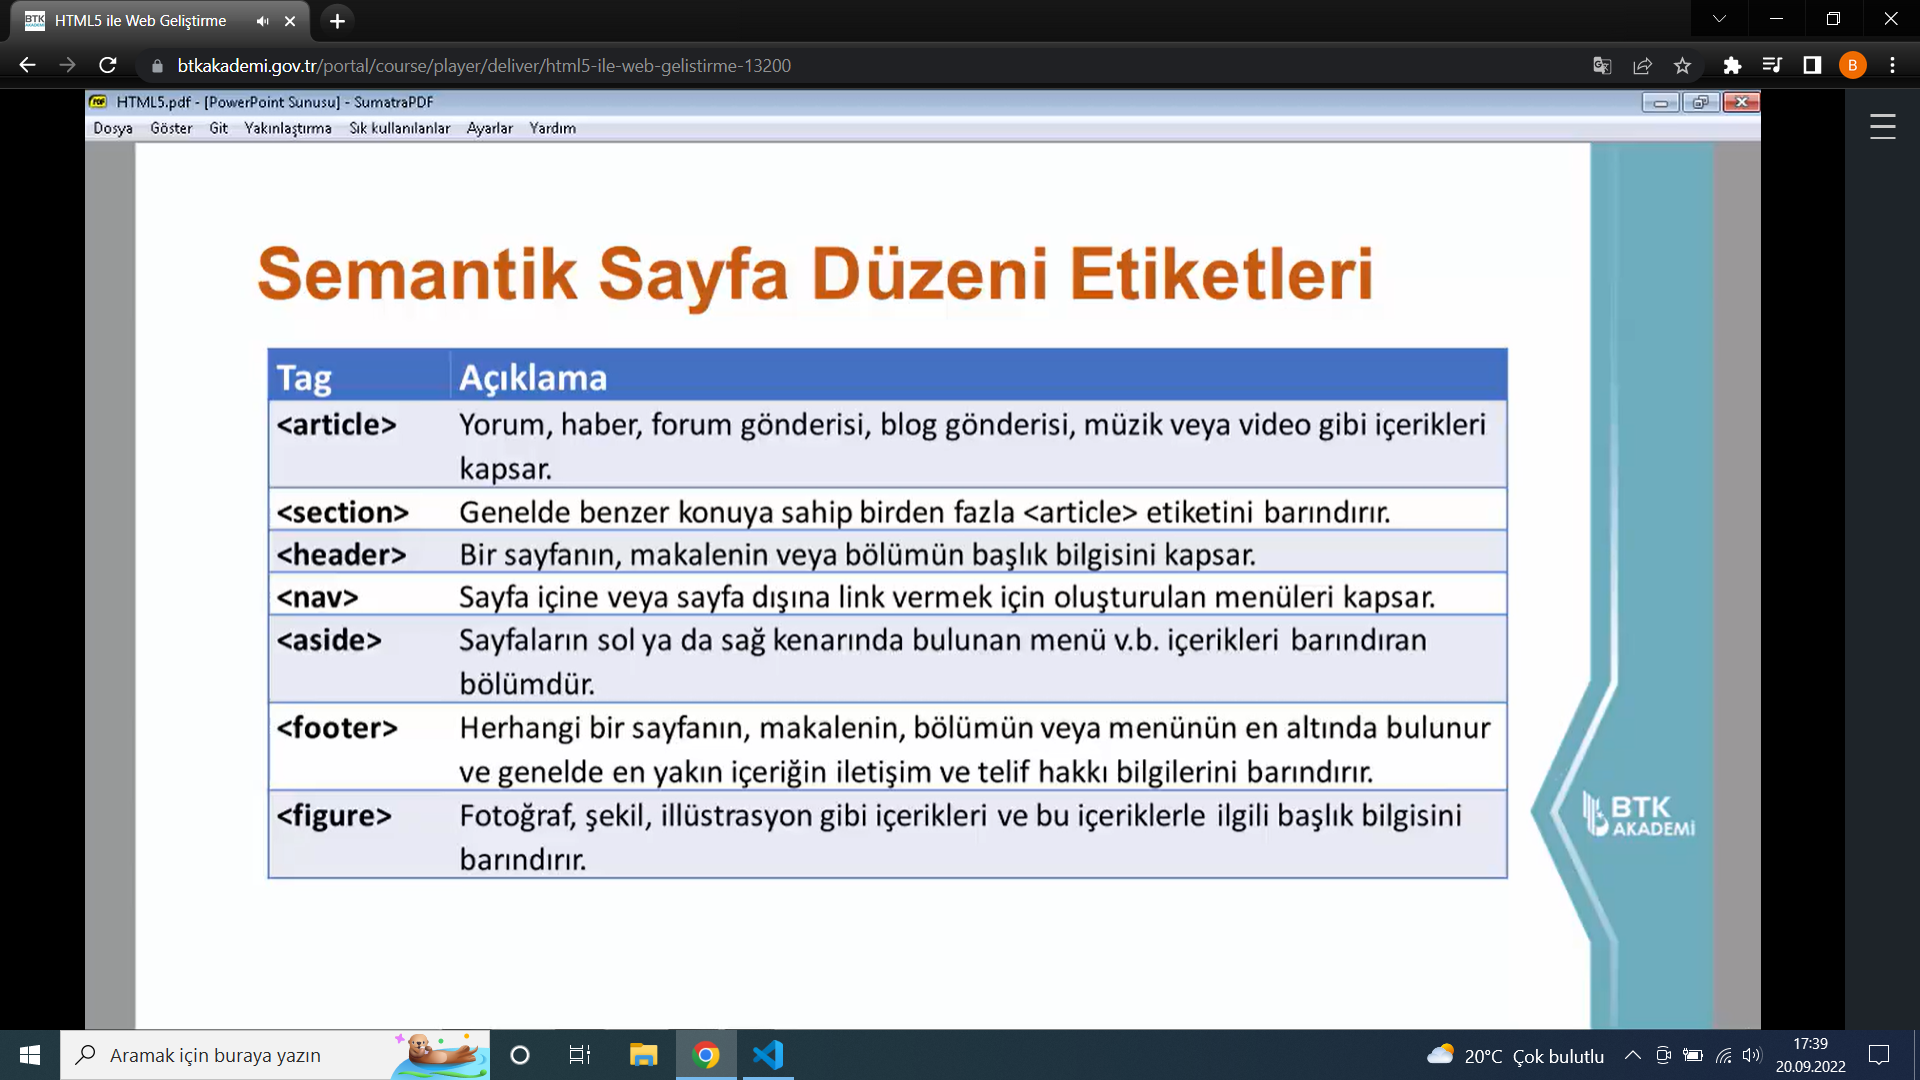 HTML5 ile Web Geliştirme
btkakademi.gov.tr/portal/course/player/deliver/html5-ile-web-gelistirme-13200
B
HTML5.pdf - [PowerPoint Sunusu] - SumatraPDF
Dosya Göster Git Yakınlaştırma Sık kullanılanlar Ayarlar Yardım
Semantik Sayfa Düzeni Etiketleri
Tag Açıklama
<article> Yorum, haber, forum gönderisi, blog gönderisi, müzik veya video gibi içerikleri
kapsar.
<section> Genelde benzer konuya sahip birden fazla <article> etiketini barındırır.
<header> Bir sayfanın, makalenin veya bölümün başlık bilgisini kapsar.
<nav> Sayfa içine veya sayfa dışına link vermek için oluşturulan menüleri kapsar.
<aside> Sayfaların sol ya da sağ kenarında bulunan menü v.b. içerikleri barındıran
bölümdür.
<footer> Herhangi bir sayfanın, makalenin, bölümün veya menünün en altında bulunur
ve genelde en yakın içeriğin iletişim ve telif hakkı bilgilerini barındırır.
<figure> Fotoğraf, şekil, illüstrasyon gibi içerikleri ve bu içeriklerle ilgili başlık bilgisini
barındırır.
BTK
AKADEMİ
Aramak için buraya yazın
20°C Çok bulutlu
17:39
20.09.2022